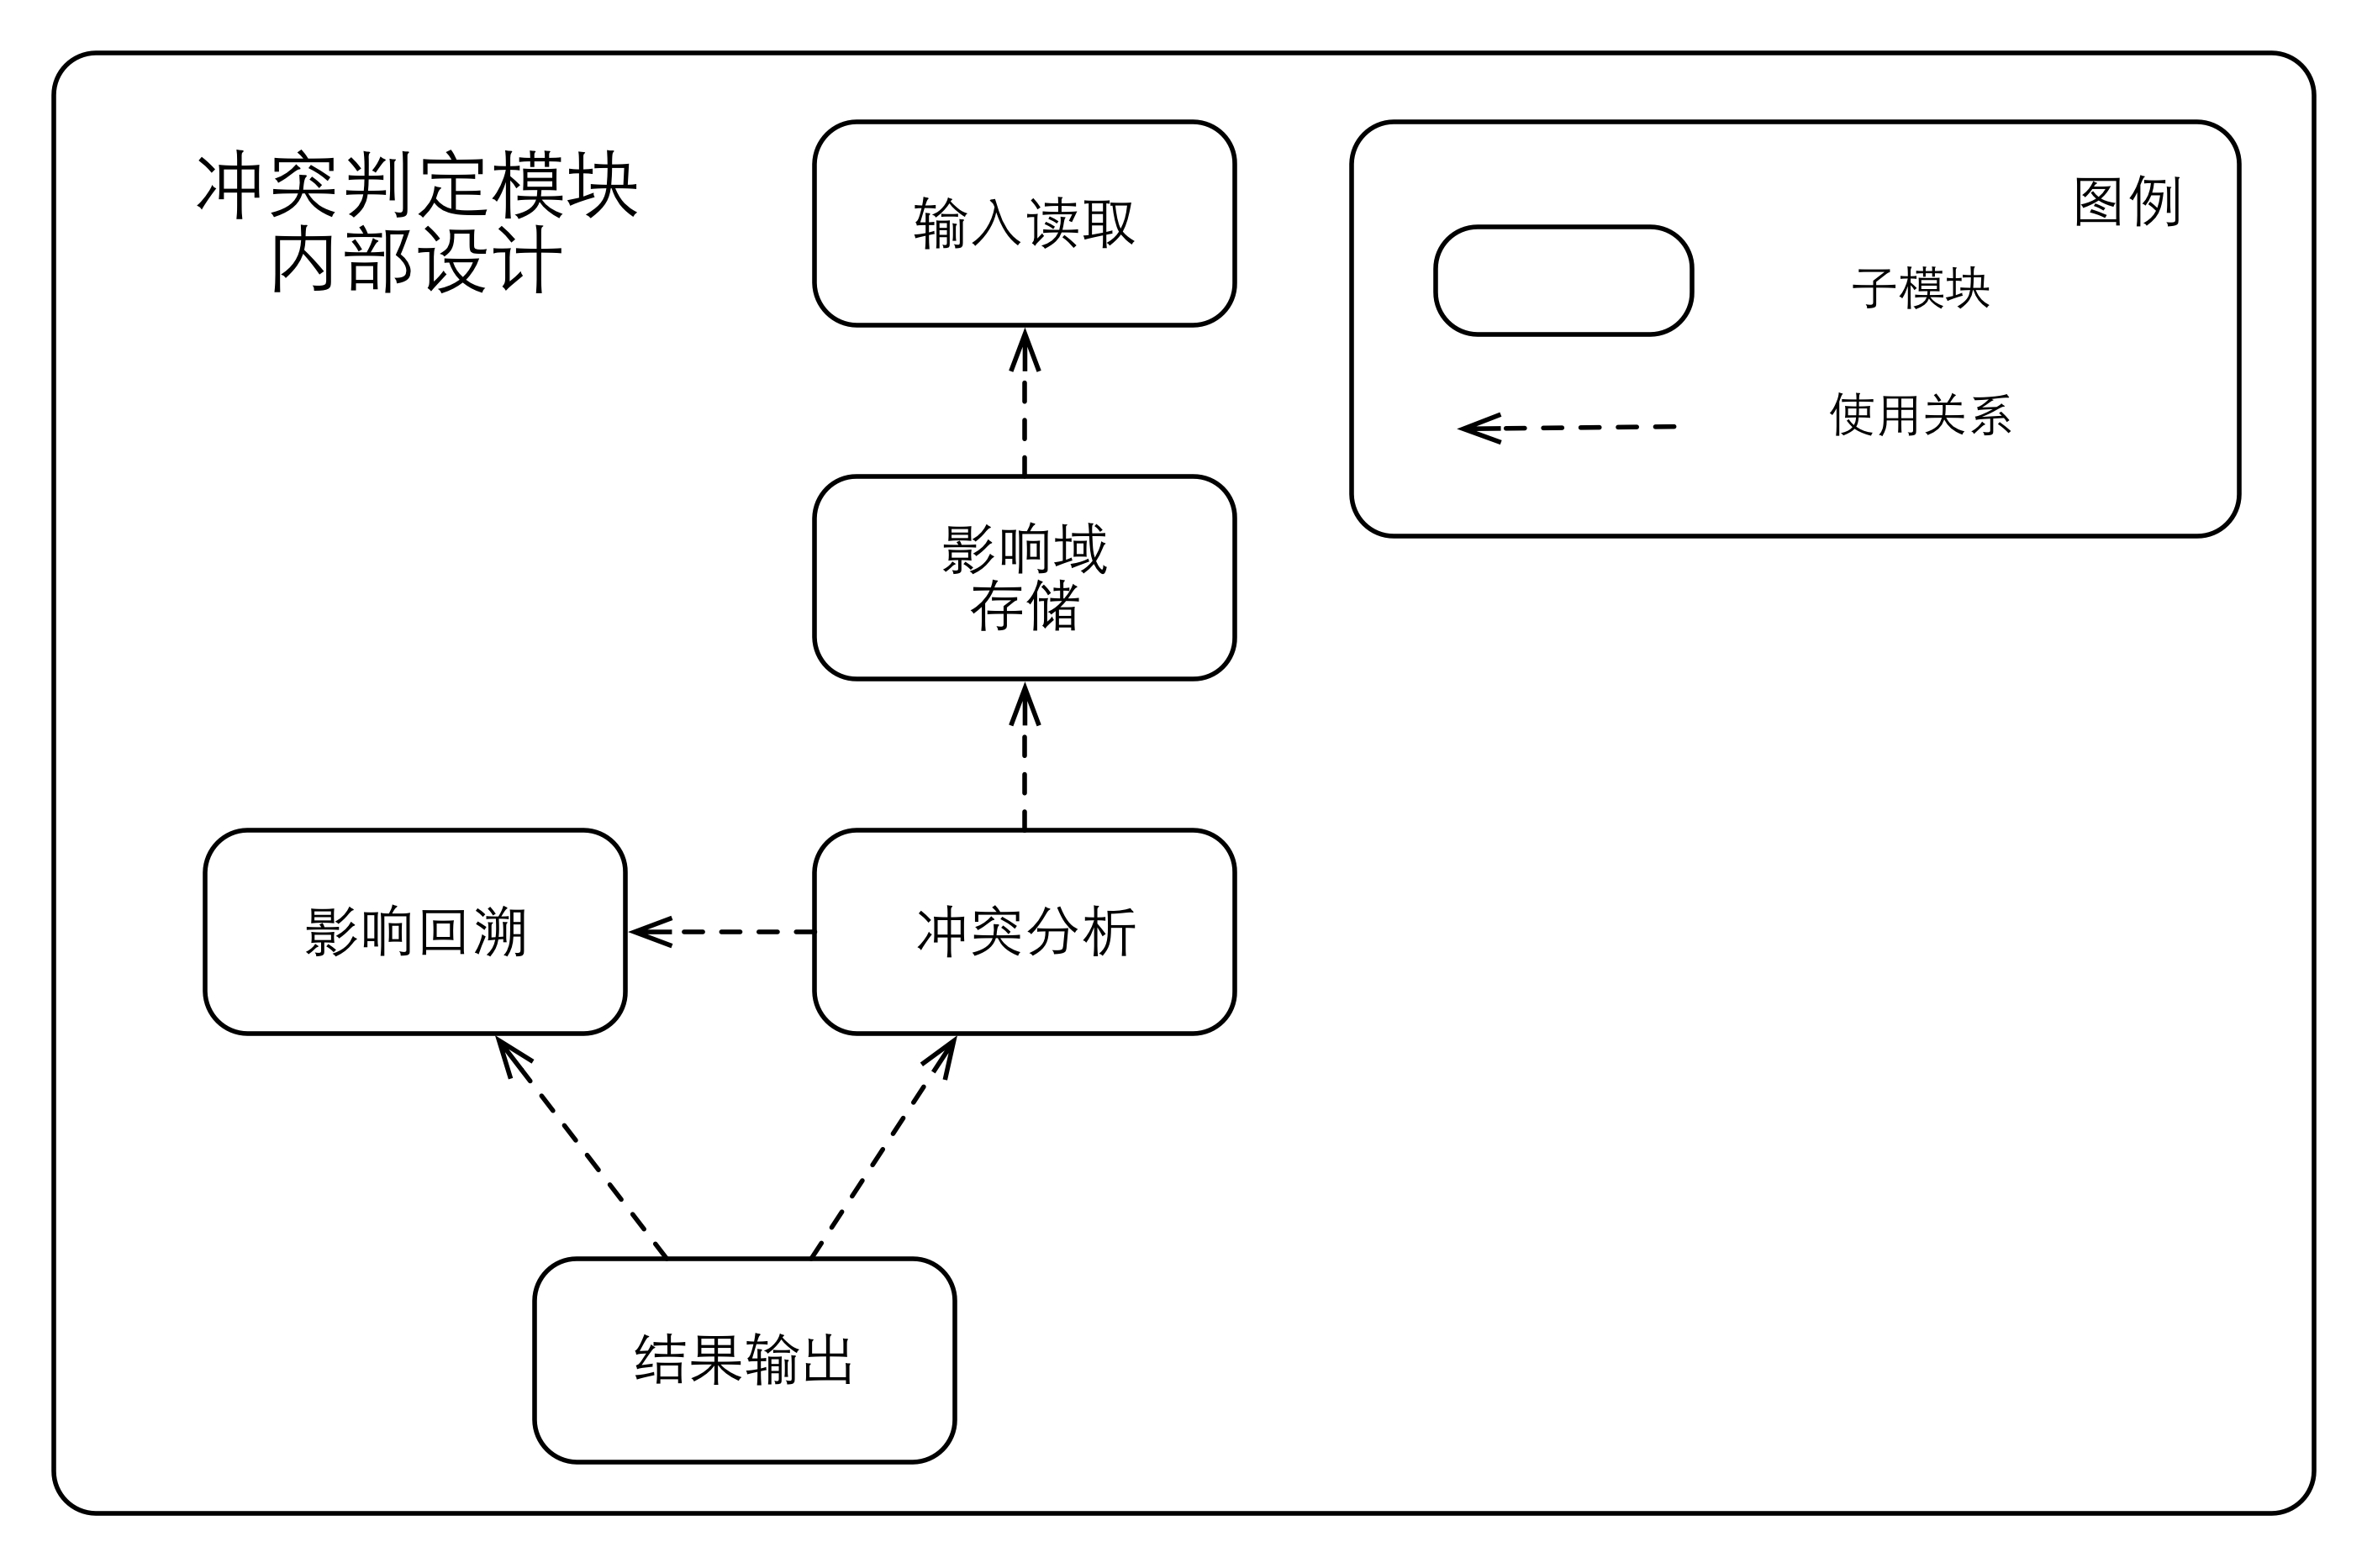 冲突判定模块
内部设计
输入读取
图例
子模块
使用关系
影响域
存储
影响回溯
冲突分析
结果输出